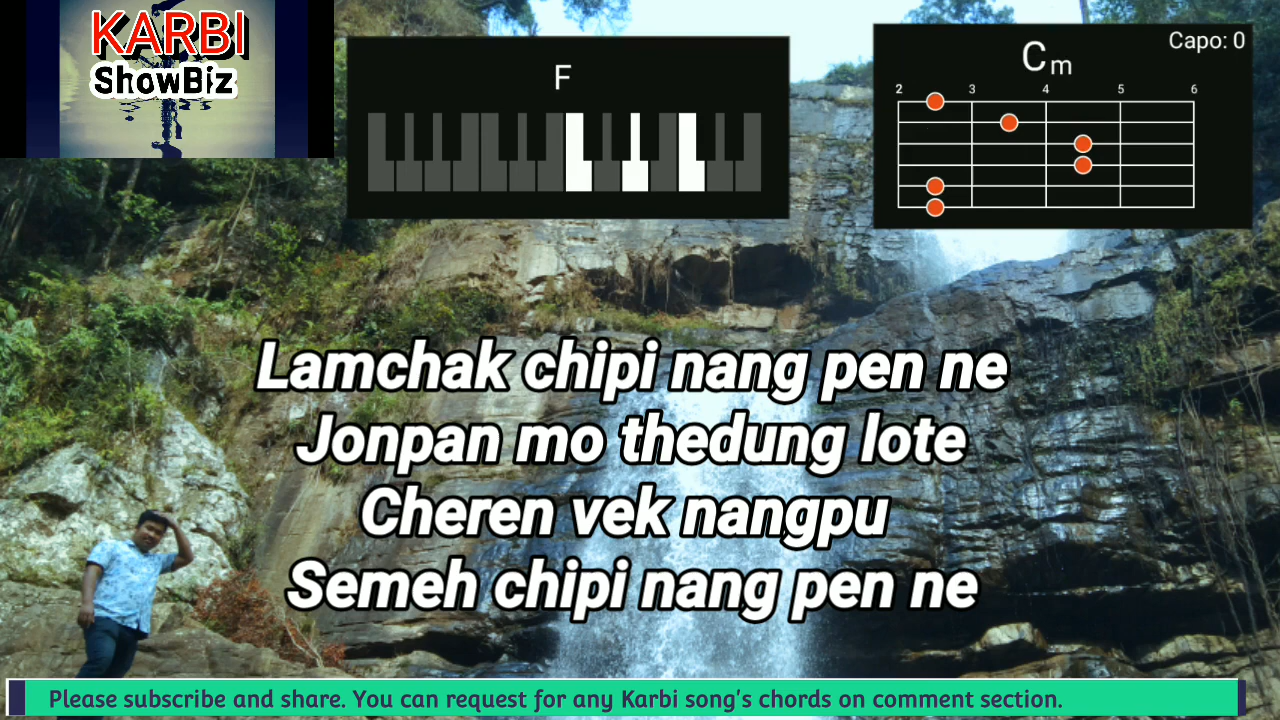 KARBI
ShowBiz
F
Cm
Capo: 0
2 3 4 5 6
Lamchak chipi nang pen ne
Jonpan mo thedung lote
Cheren vek nangpu
Semeh chipi nang pen ne
Please subscribe and share. You can request for any Karbi song's chords on comment section.